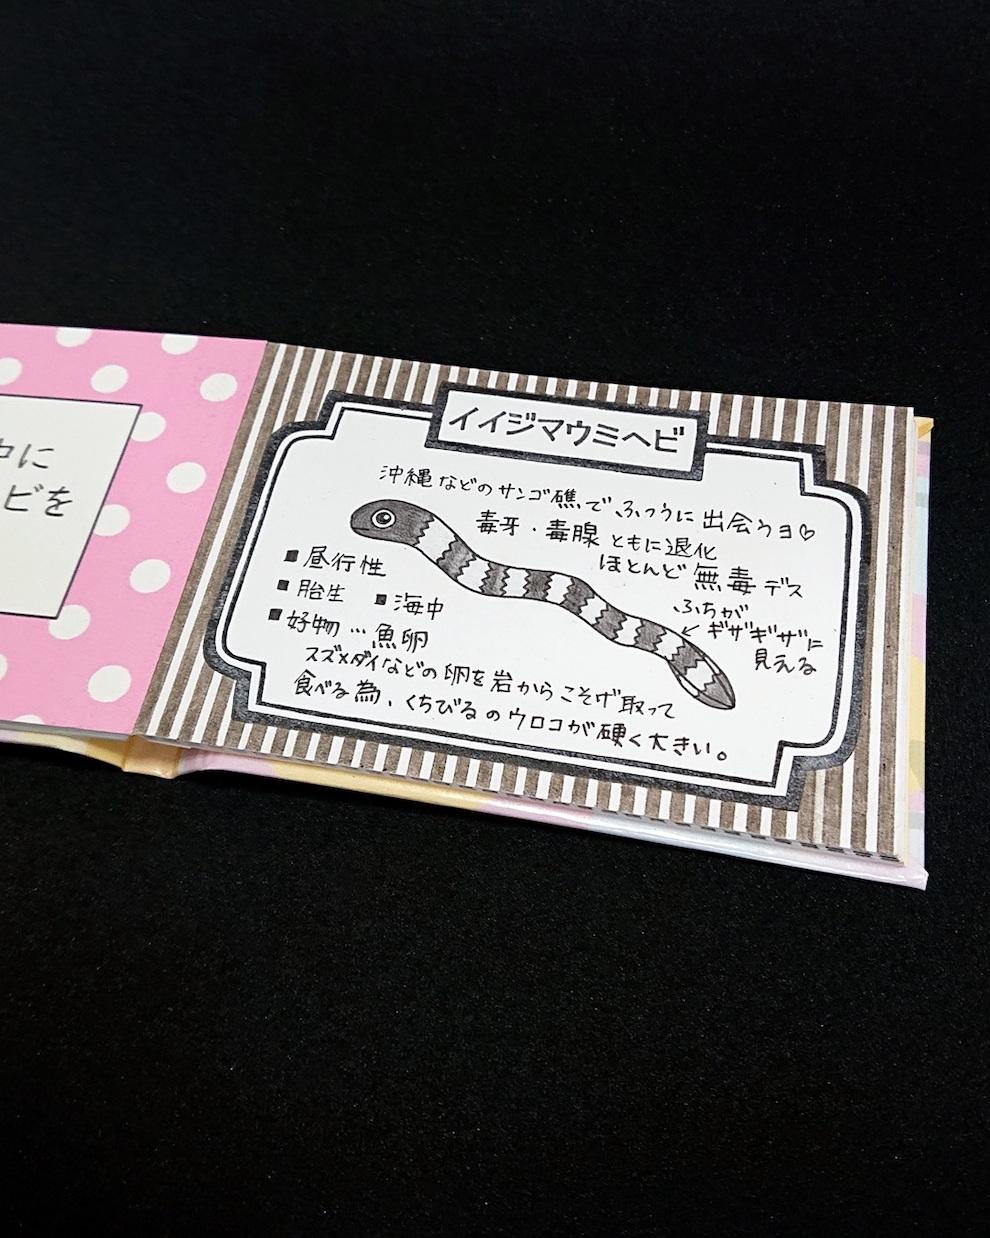 中に
ビを
イイジマウミヘビ
沖縄などのサンゴ礁でふつうに出会うヨ♡
毒牙・毒腺ともに退化
ほとんど無毒デス
ふちが
←ギザギザに
見える
■昼行性
■胎生 ■海中
■好物…魚卵
スズメダイなどの卵を岩からこそげ取って
食べる為、くちびるのウロコが硬く大きい。